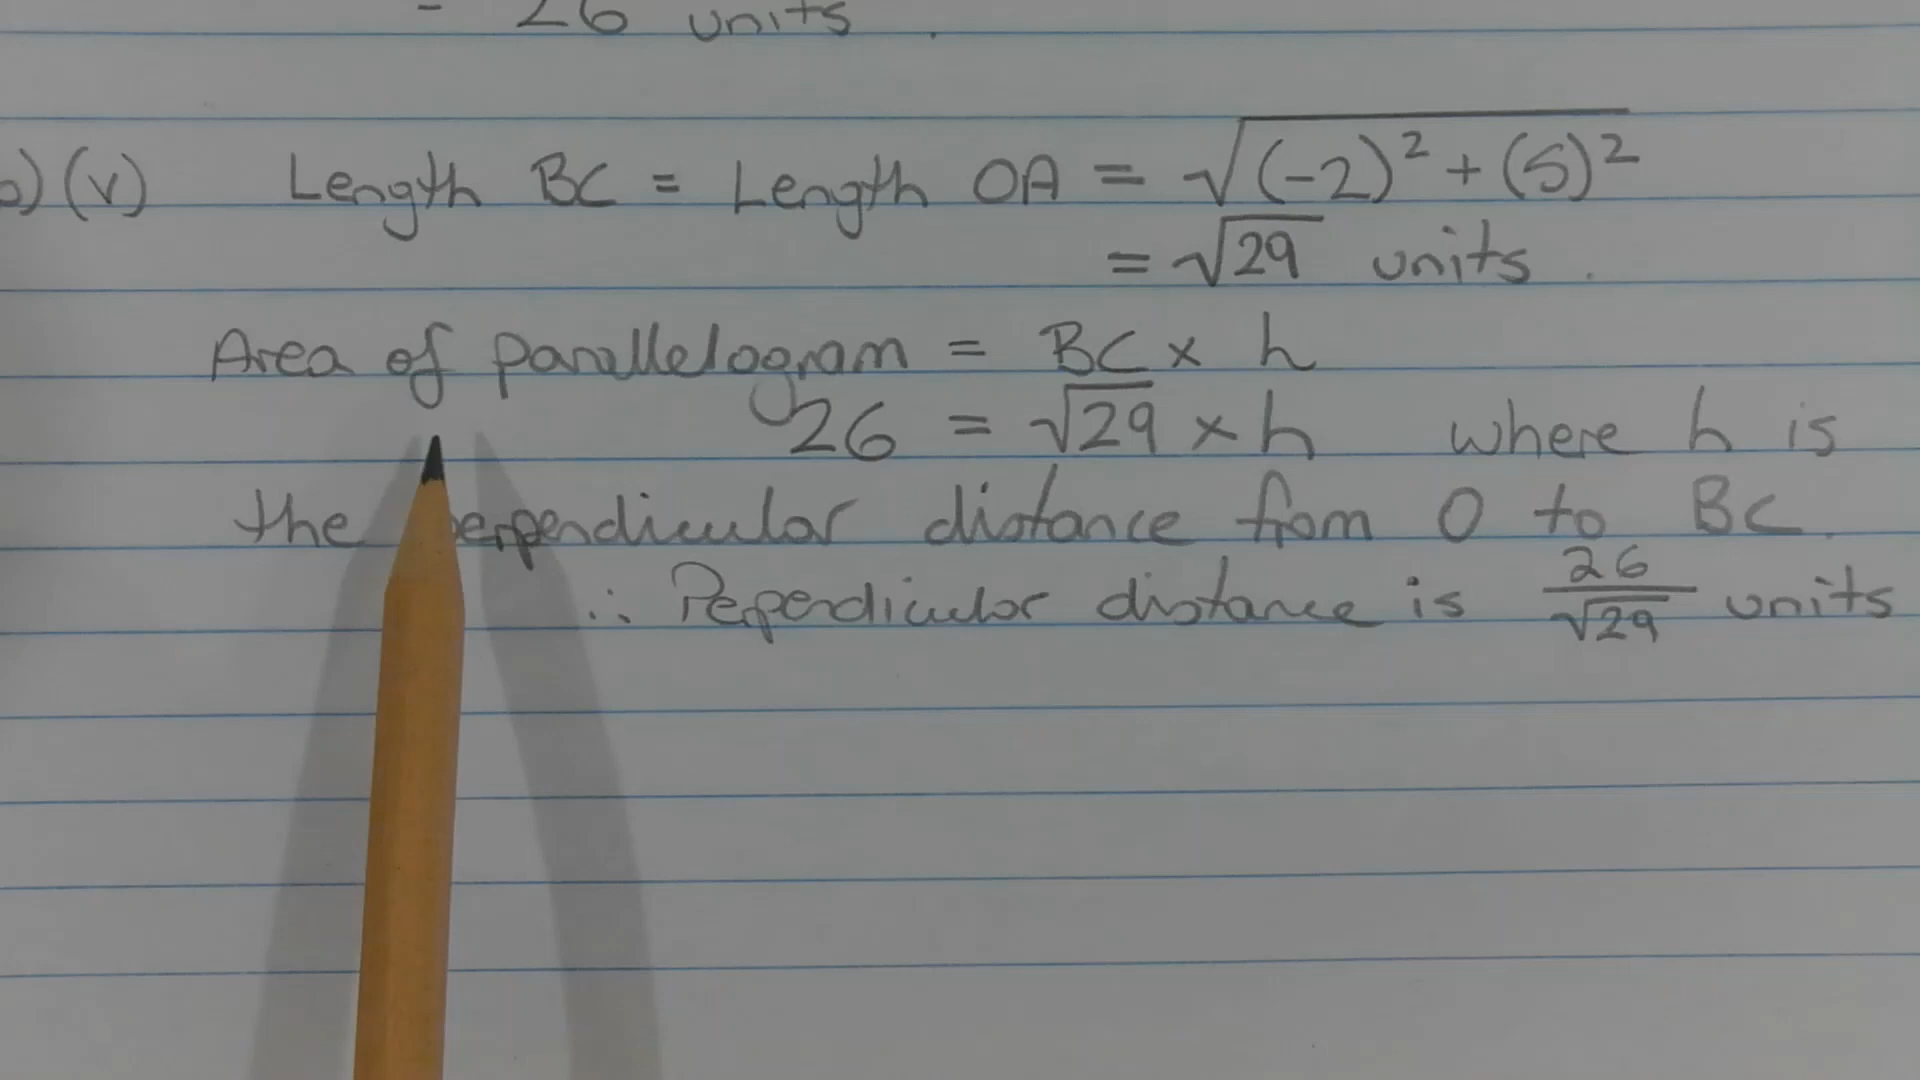 = 26 units.
b)(v) Length BC = Length OA = √((-2)² + (5)²)
= √29 units.
Area of parallelogram = BC × h
26 = √29 × h where h is
the perpendicular distance from O to BC.
∴ Perpendicular distance is 26/√29 units